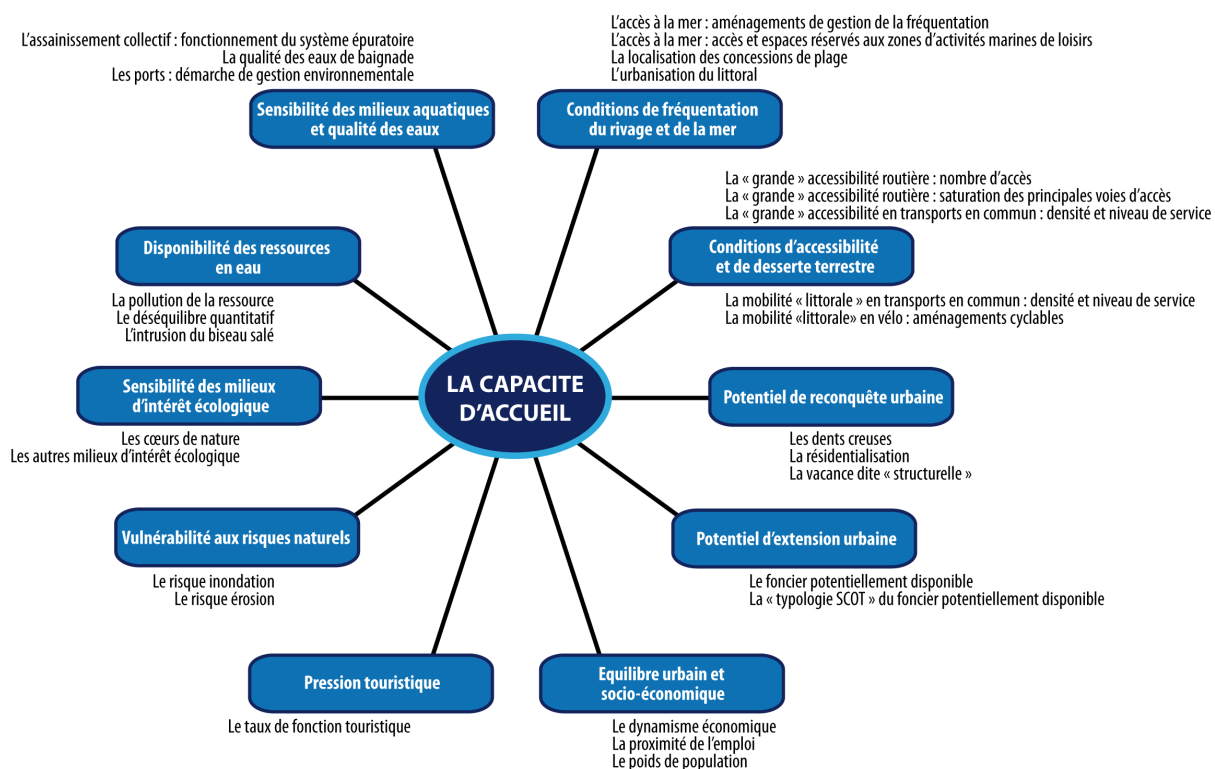 L'assainissement collectif : fonctionnement du système épuratoire
La qualité des eaux de baignade
Les ports : démarche de gestion environnementale
Sensibilité des milieux aquatiques
et qualité des eaux
L'accès à la mer : aménagements de gestion de la fréquentation
L'accès à la mer : accès et espaces réservés aux zones d'activités marines de loisirs
La localisation des concessions de plage
L'urbanisation du littoral
Conditions de fréquentation
du rivage et de la mer
La « grande » accessibilité routière : nombre d'accès
La « grande » accessibilité routière : saturation des principales voies d'accès
La « grande » accessibilité en transports en commun : densité et niveau de service
Conditions d'accessibilité
et de desserte terrestre
La mobilité « littorale » en transports en commun : densité et niveau de service
La mobilité «littorale» en vélo : aménagements cyclables
Disponibilité des ressources
en eau
La pollution de la ressource
Le déséquilibre quantitatif
L'intrusion du biseau salé
LA CAPACITE
D'ACCUEIL
Sensibilité des milieux
d'intérêt écologique
Les cœurs de nature
Les autres milieux d'intérêt écologique
Potentiel de reconquête urbaine
Les dents creuses
La résidentialisation
La vacance dite « structurelle »
Vulnérabilité aux risques naturels
Le risque inondation
Le risque érosion
Potentiel d'extension urbaine
Le foncier potentiellement disponible
La « typologie SCOT » du foncier potentiellement disponible
Pression touristique
Le taux de fonction touristique
Equilibre urbain et
socio-économique
Le dynamisme économique
La proximité de l'emploi
Le poids de population